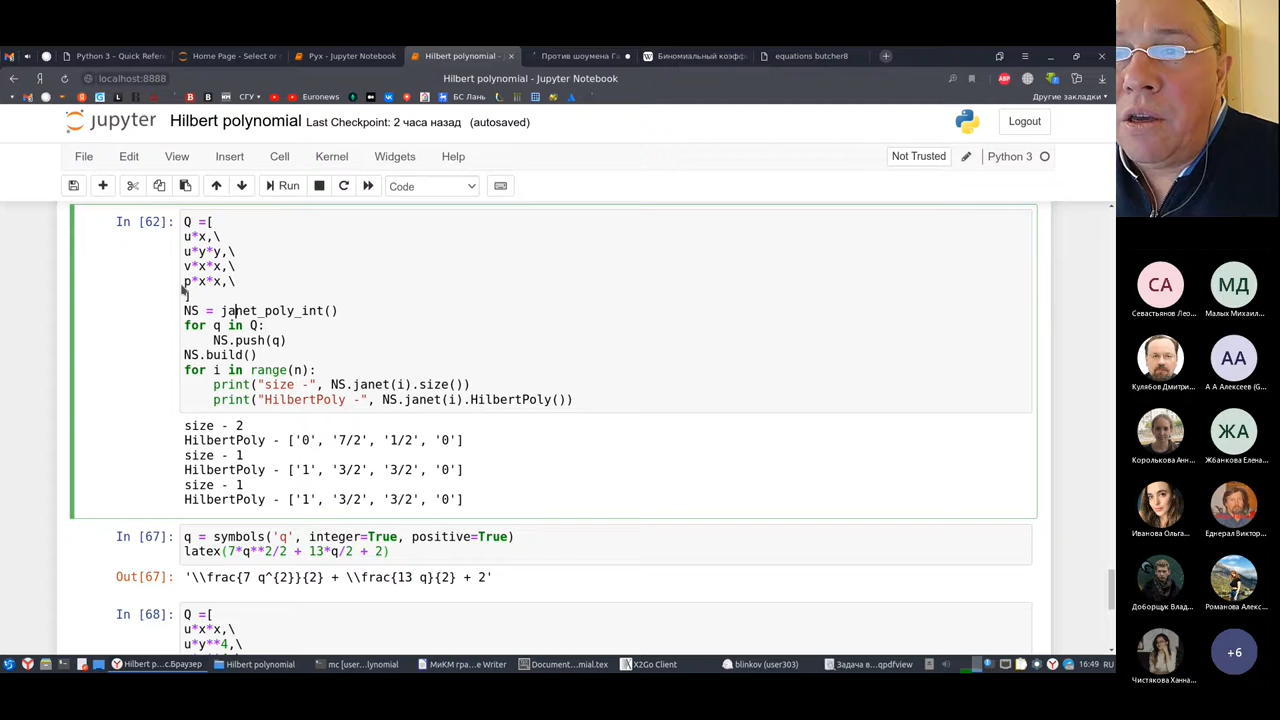 Python 3 – Quick Refer
Home Page - Select or
Рух - Jupyter Notebook
Hilbert polynomial -
Против шоумена Га
Биномиальный коэфф
equations butcher8
localhost:8888
Hilbert polynomial - Jupyter Notebook
СГУ
Euronews
БС Лань
Другие закладки
jupyter Hilbert polynomial Last Checkpoint: 2 часа назад (autosaved)
Logout
File Edit View Insert Cell Kernel Widgets Help
Not Trusted
Python 3
Run
Code
In [62]:
Q =[
u*x,\
u*y*y,\
v*x*x,\
p*x*x,\
]
NS = janet_poly_int()
for q in Q:
NS.push(q)
NS.build()
for i in range(n):
print("size -", NS.janet(i).size())
print("HilbertPoly -", NS.janet(i).HilbertPoly())
size - 2
HilbertPoly - ['0', '7/2', '1/2', '0']
size - 1
HilbertPoly - ['1', '3/2', '3/2', '0']
size - 1
HilbertPoly - ['1', '3/2', '3/2', '0']
In [67]:
q = symbols('q', integer=True, positive=True)
latex(7*q**2/2 + 13*q/2 + 2)
Out[67]:
'\\frac{7 q^{2}}{2} + \\frac{13 q}{2} + 2'
In [68]:
Q =[
u*x*x,\
u*y**4,\
Hilbert p...с.Браузер
Hilbert polynomial
mc [user...lynomial
МиКМ гра...e Writer
Document...mial.tex
X2Go Client
blinkov (user303)
Задача в...qpdfview
16:49 RU
СА
Севастьянов Лео...
МД
Малых Михаил...
Кулябов Дмитри...
АА
А А Алексеев (G...
Королькова Анн...
ЖА
Жбанкова Елена...
Иванова Ольга...
Еднерал Виктор...
Доборщук Влад...
Романова Алекс...
Чистякова Ханна...
+6